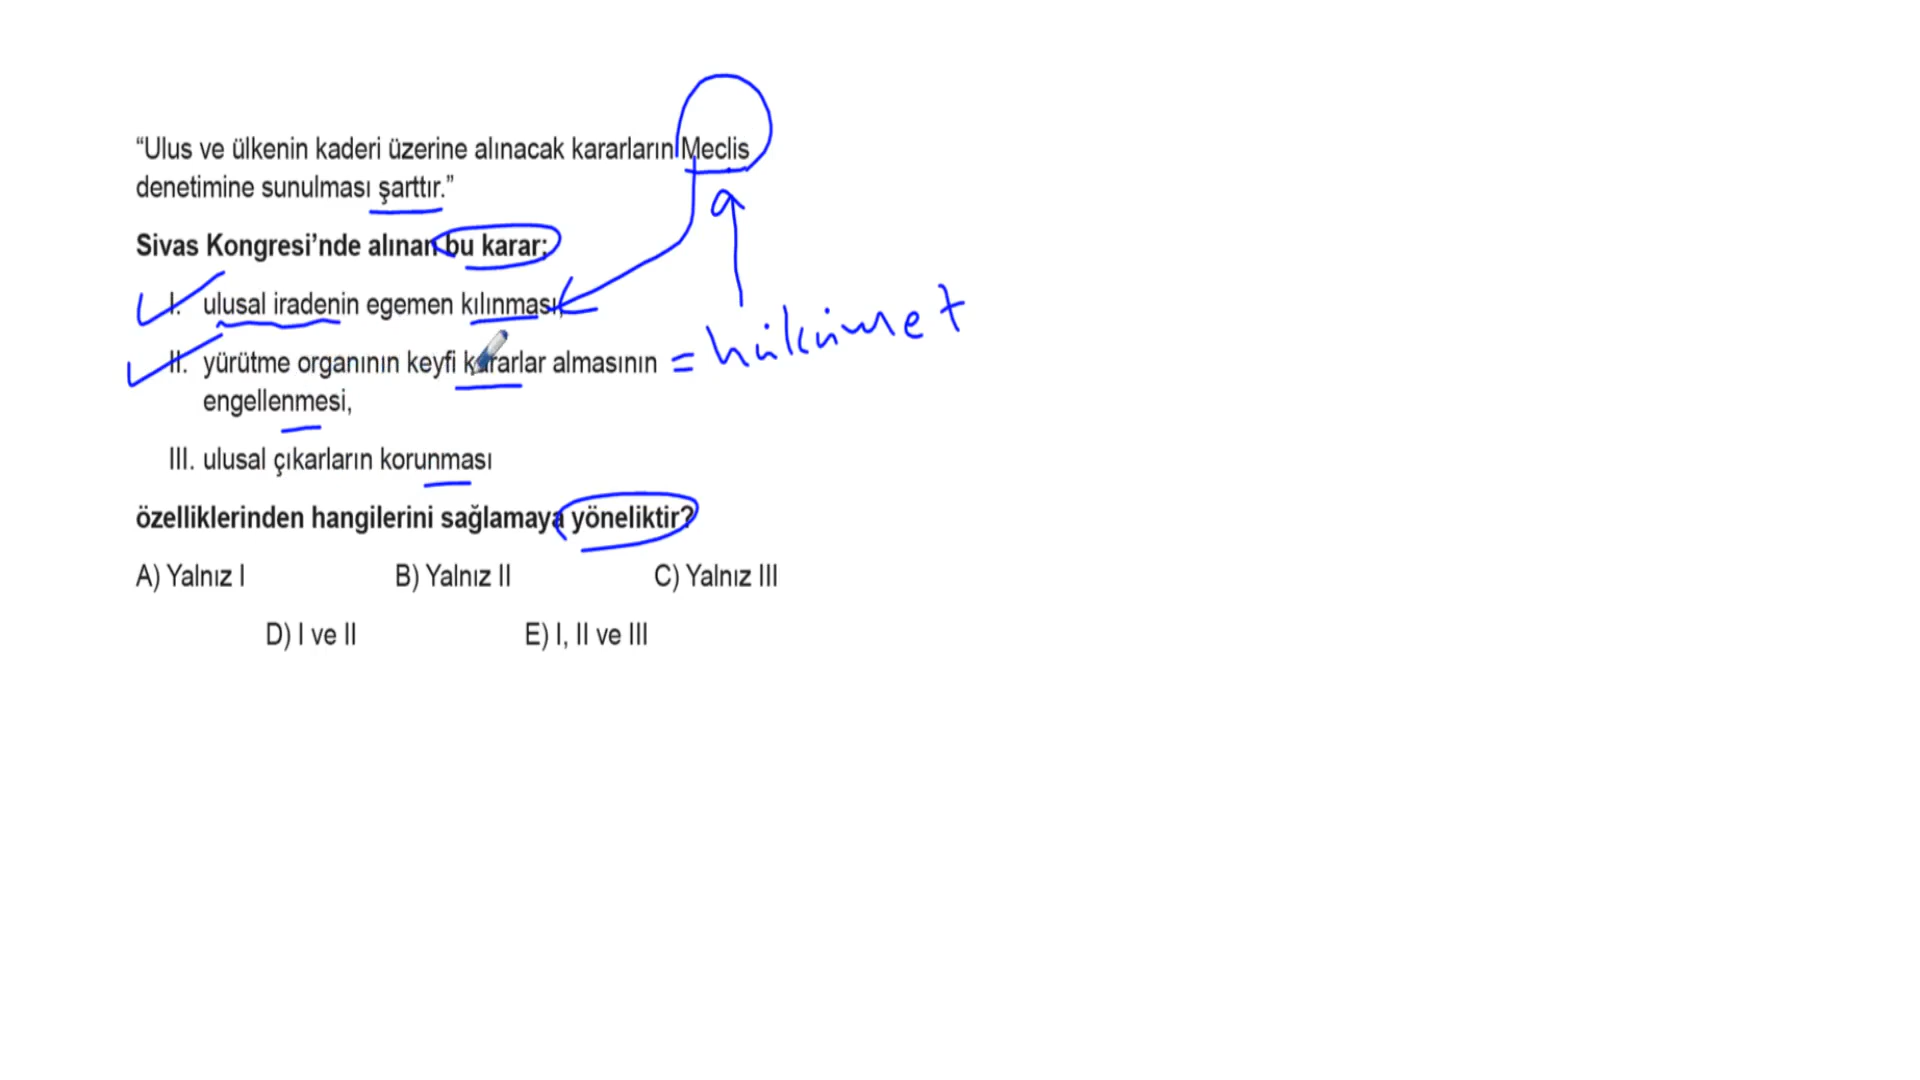 “Ulus ve ülkenin kaderi üzerine alınacak kararların Meclis
denetimine sunulması şarttır.”
Sivas Kongresi’nde alınan bu karar;
I. ulusal iradenin egemen kılınması,
II. yürütme organının keyfi kararlar almasının = hükümet
engellenmesi,
III. ulusal çıkarların korunması
özelliklerinden hangilerini sağlamaya yöneliktir?
A) Yalnız I B) Yalnız II C) Yalnız III
D) I ve II E) I, II ve III